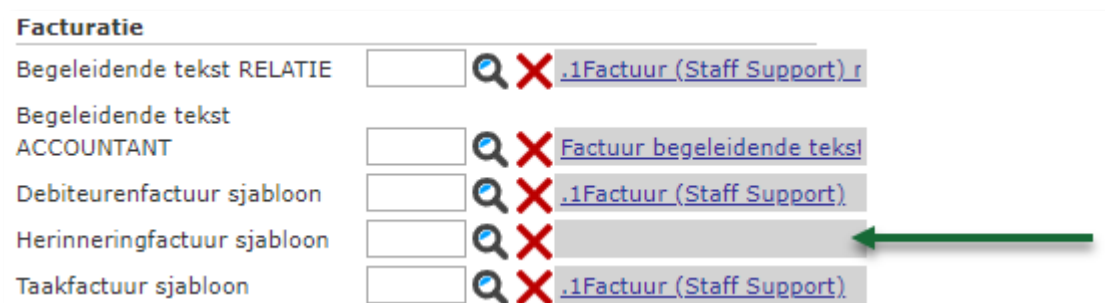 Facturatie
Begeleidende tekst RELATIE .1Factuur (Staff Support) r
Begeleidende tekst
ACCOUNTANT Factuur begeleidende tekst
Debiteurenfactuur sjabloon .1Factuur (Staff Support)
Herinneringfactuur sjabloon
Taakfactuur sjabloon .1Factuur (Staff Support)